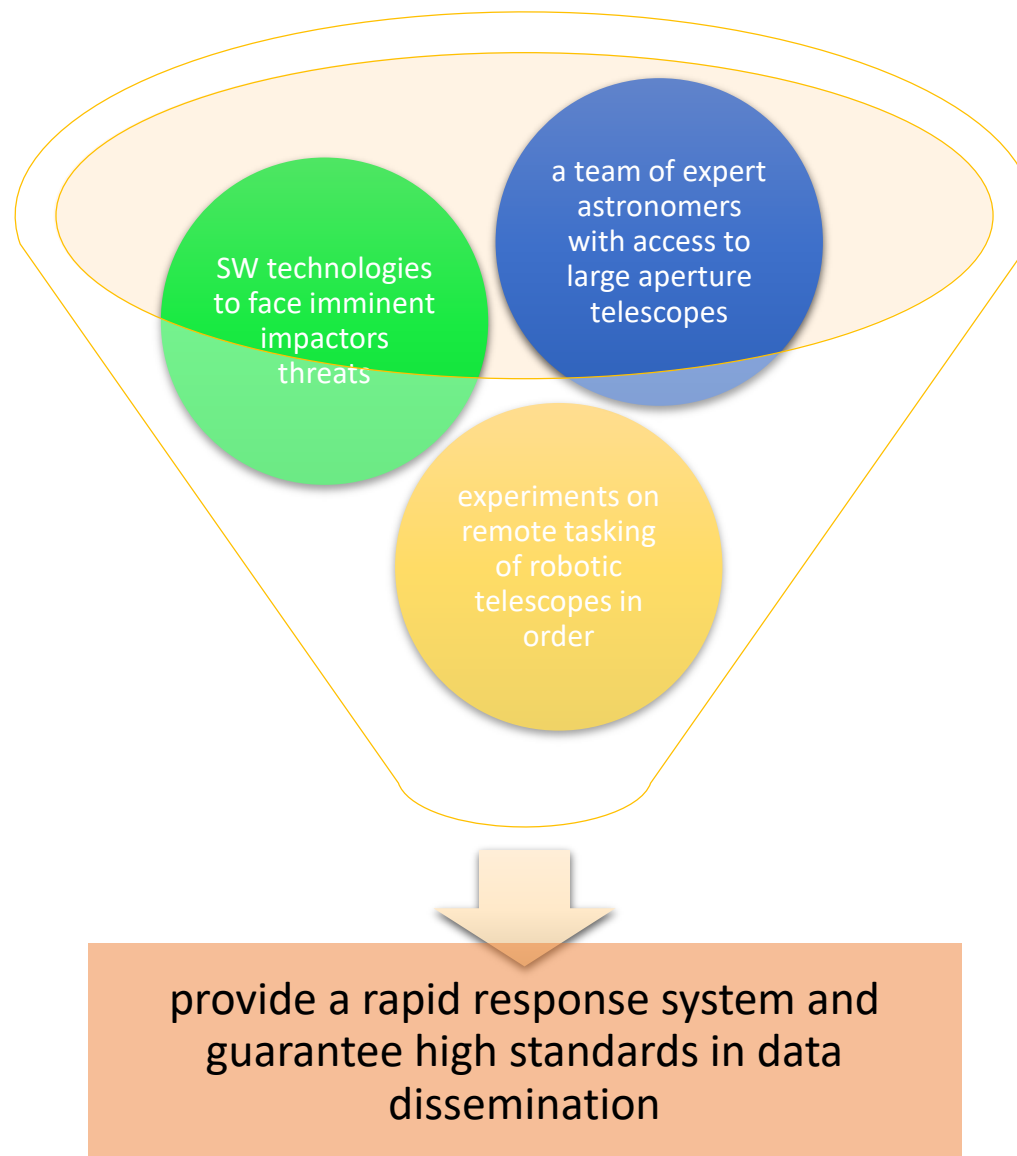 a team of expert
astronomers
with access to
large aperture
telescopes
SW technologies
to face imminent
impactors
threats
experiments on
remote tasking
of robotic
telescopes in
order
provide a rapid response system and
guarantee high standards in data
dissemination